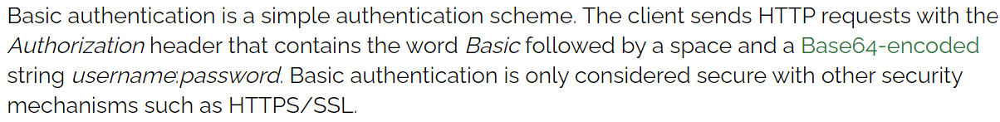 Basic authentication is a simple authentication scheme. The client sends HTTP requests with the
Authorization header that contains the word Basic followed by a space and a Base64-encoded
string username:password. Basic authentication is only considered secure with other security
mechanisms such as HTTPS/SSL.